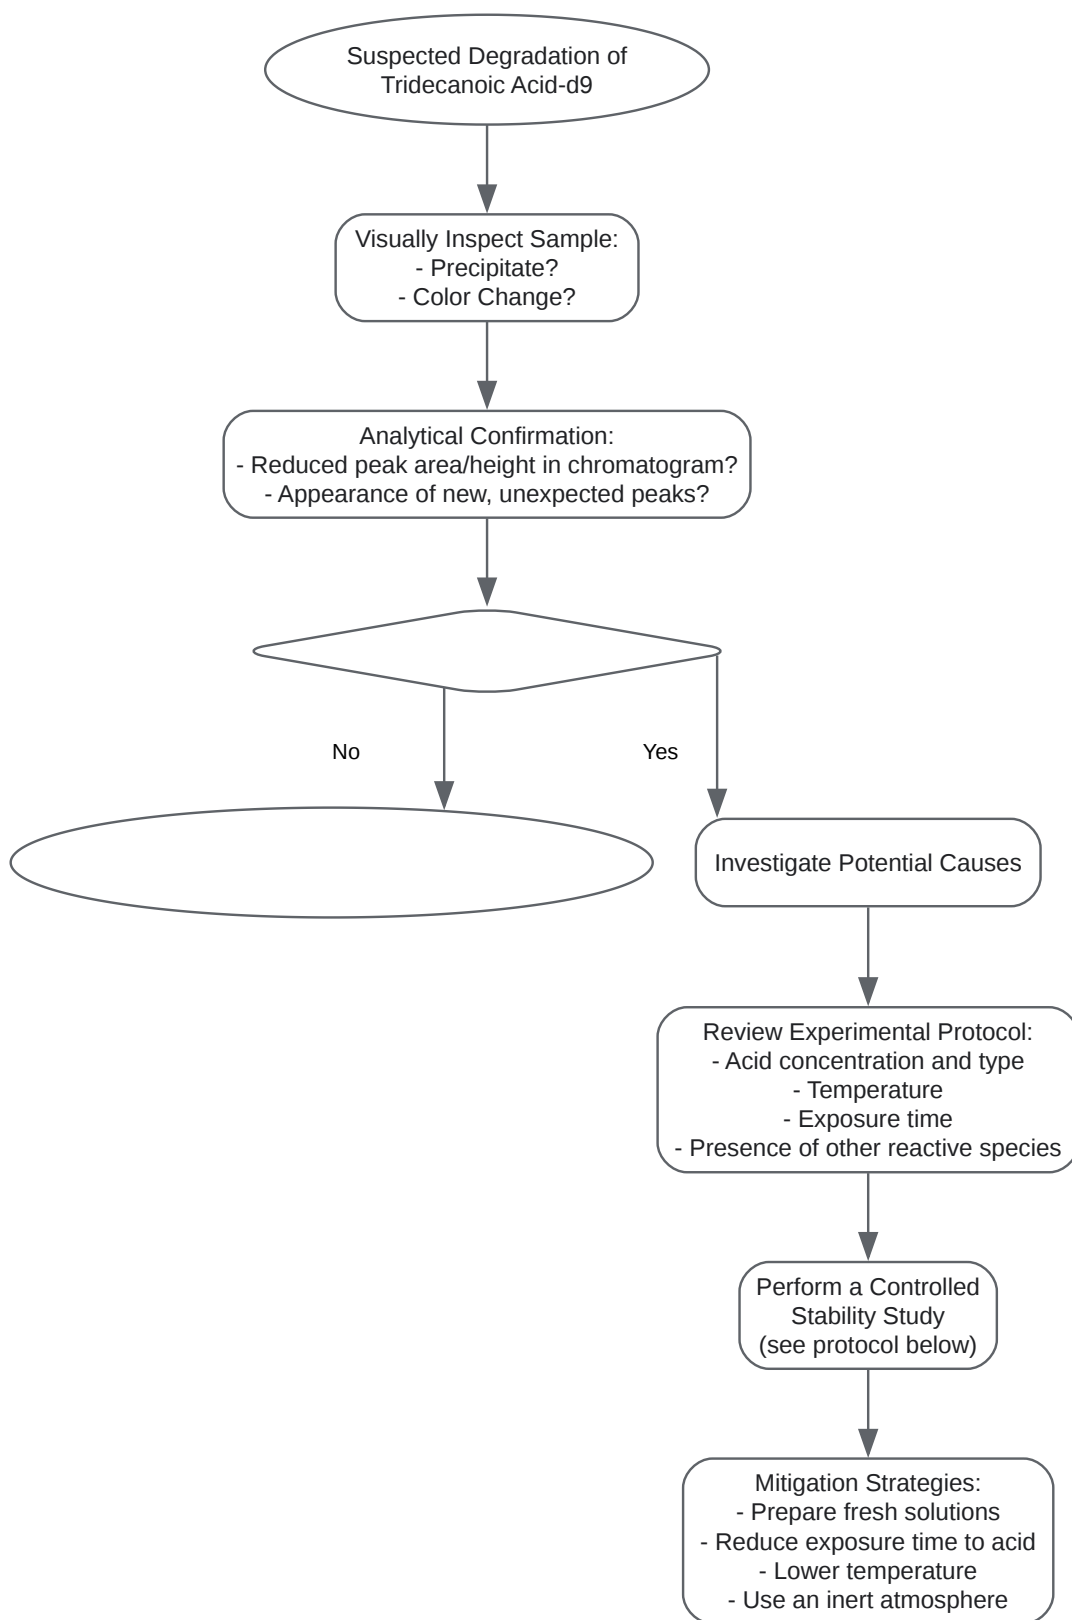 Suspected Degradation of
Tridecanoic Acid-d9
Visually Inspect Sample:
- Precipitate?
- Color Change?
Analytical Confirmation:
- Reduced peak area/height in chromatogram?
- Appearance of new, unexpected peaks?
No
Yes
Investigate Potential Causes
Review Experimental Protocol:
- Acid concentration and type
- Temperature
- Exposure time
- Presence of other reactive species
Perform a Controlled
Stability Study
(see protocol below)
Mitigation Strategies:
- Prepare fresh solutions
- Reduce exposure time to acid
- Lower temperature
- Use an inert atmosphere